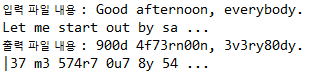 입력 파일 내용 : Good afternoon, everybody.
Let me start out by sa ...
출력 파일 내용 : 900d 4f73rn00n, 3v3ry80dy.
|37 m3 574r7 0u7 8y 54 ...